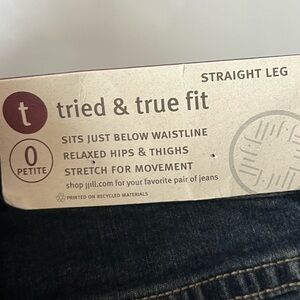 STRAIGHT LEG
t tried & true fit
SITS JUST BELOW WAISTLINE
0 RELAXED HIPS & THIGHS
PETITE STRETCH FOR MOVEMENT
shop jjill.com for your favorite pair of jeans
PRINTED ON RECYCLED MATERIALS